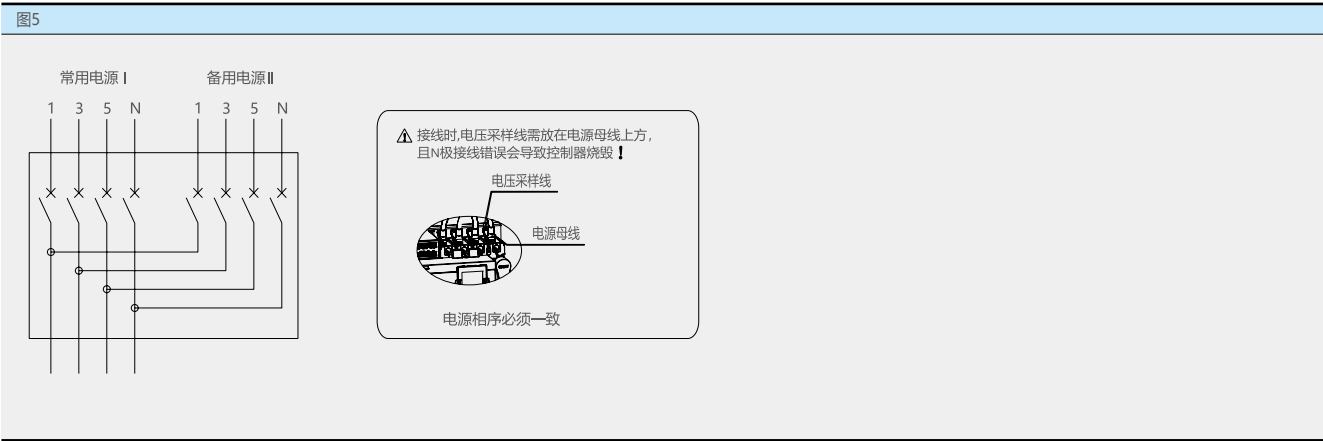 图5
常用电源Ⅰ 备用电源Ⅱ
1 3 5 N 1 3 5 N
接线时,电压采样线需放在电源母线上方,
且N极接线错误会导致控制器烧毁！
电压采样线
电源母线
电源相序必须一致